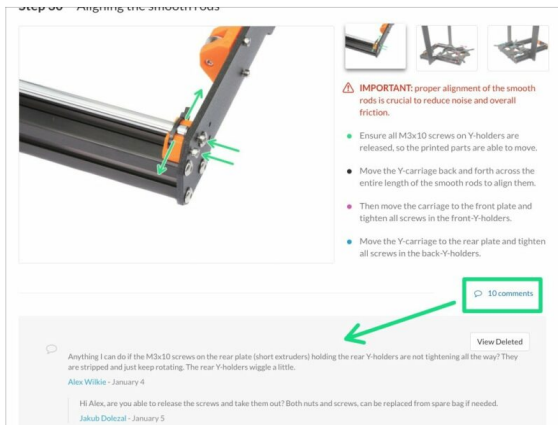 Aligning the smooth rods
IMPORTANT: proper alignment of the smooth
rods is crucial to reduce noise and overall
friction.
Ensure all M3x10 screws on Y-holders are
released, so the printed parts are able to move.
Move the Y-carriage back and forth across the
entire length of the smooth rods to align them.
Then move the carriage to the front plate and
tighten all screws in the front-Y-holders.
Move the Y-carriage to the rear plate and tighten
all screws in the back-Y-holders.
10 comments
View Deleted
Anything I can do if the M3x10 screws on the rear plate (short extruders) holding the rear Y-holders are not tightening all the way? They
are stripped and just keep rotating. The rear Y-holders wiggle a little.
Alex Wilkie - January 4
Hi Alex, are you able to release the screws and take them out? Both nuts and screws, can be replaced from spare bag if needed.
Jakub Dolezal - January 5